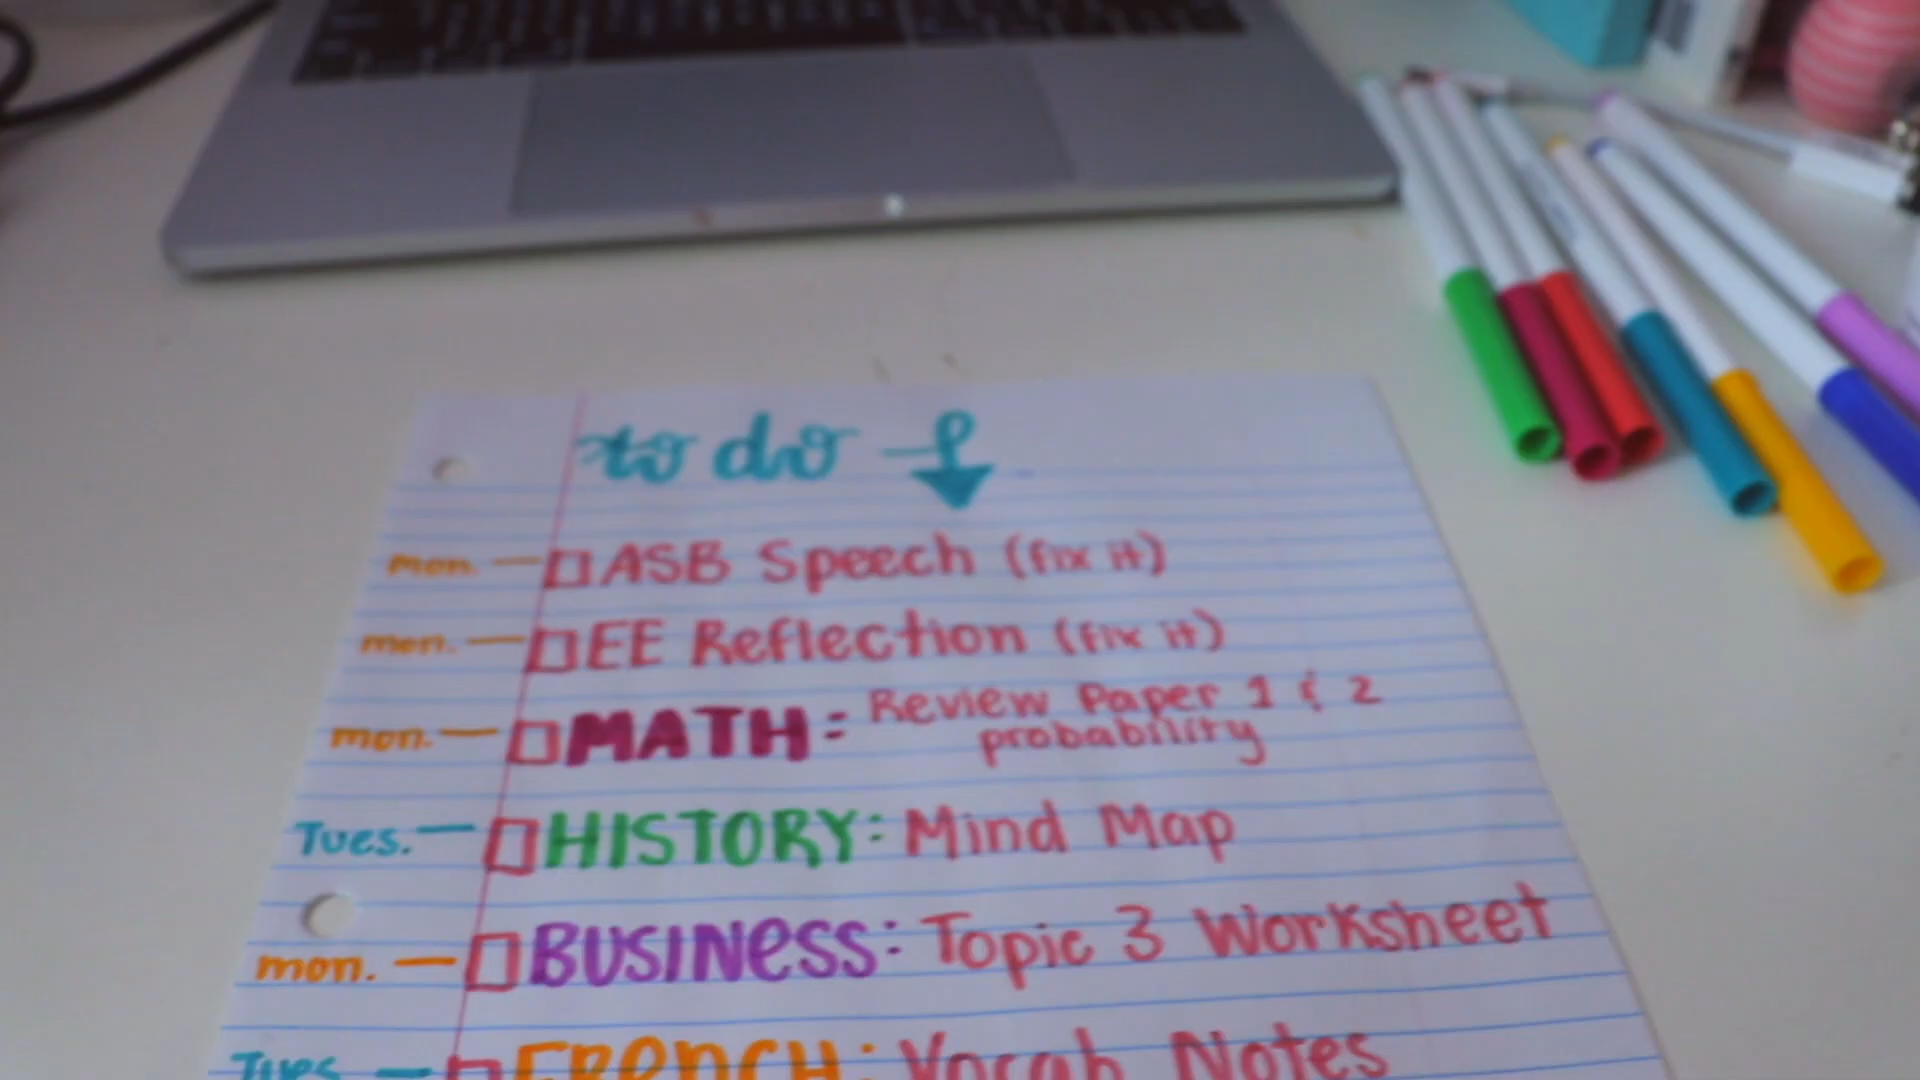 to do
mon. — ASB Speech (fix it)
mon. — EE Reflection (fix it)
mon. — MATH: Review Paper 1 & 2
probability
Tues. — HISTORY: Mind Map
mon. — BUSINESS: Topic 3 Worksheet
Tues. — FRENCH: Vocab Notes